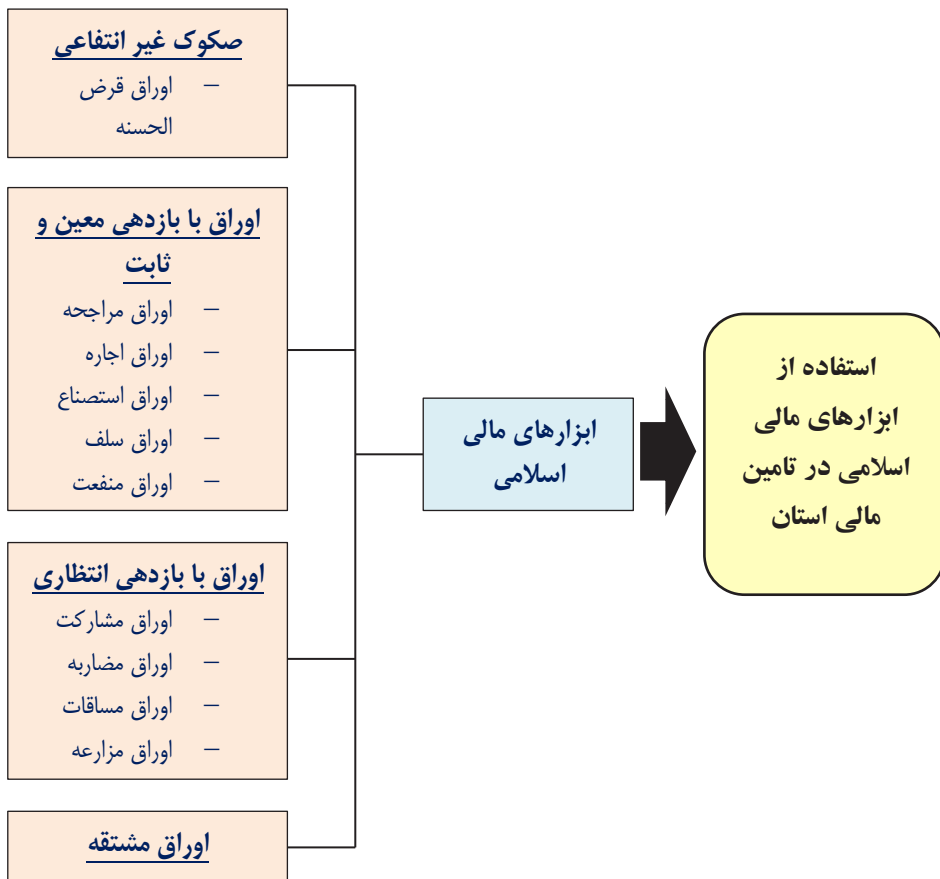 صکوک غیر انتفاعی
– اوراق قرض
الحسنه
اوراق با بازدهی معین و
ثابت
– اوراق مراجحه
– اوراق اجاره
– اوراق استصناع
– اوراق سلف
– اوراق منفعت
اوراق با بازدهی انتظاری
– اوراق مشارکت
– اوراق مضاربه
– اوراق مساقات
– اوراق مزارعه
اوراق مشتقه
ابزارهای مالی
اسلامی
استفاده از
ابزارهای مالی
اسلامی در تامین
مالی استان